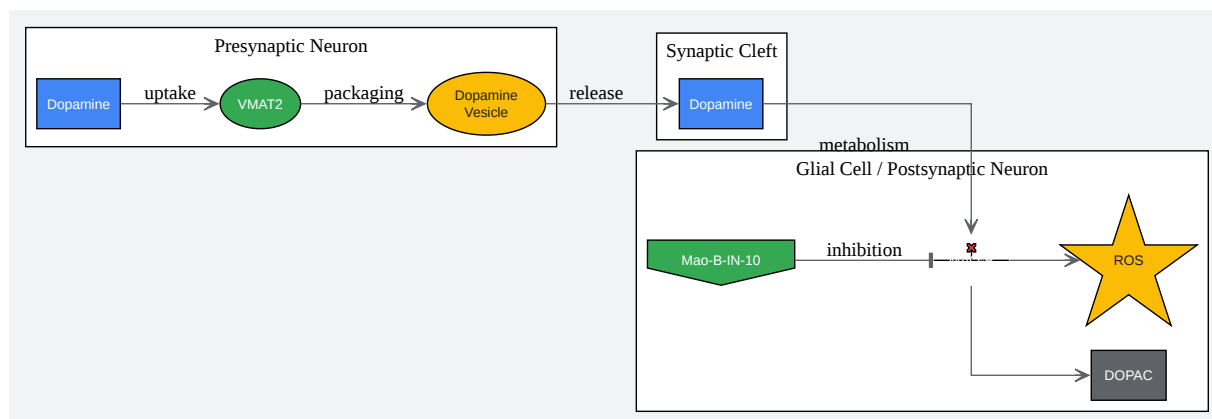 Presynaptic Neuron
Dopamine
uptake
VMAT2
packaging
Dopamine
Vesicle
release
Synaptic Cleft
Dopamine
metabolism
Glial Cell / Postsynaptic Neuron
Mao-B-IN-10
inhibition
ROS
DOPAC